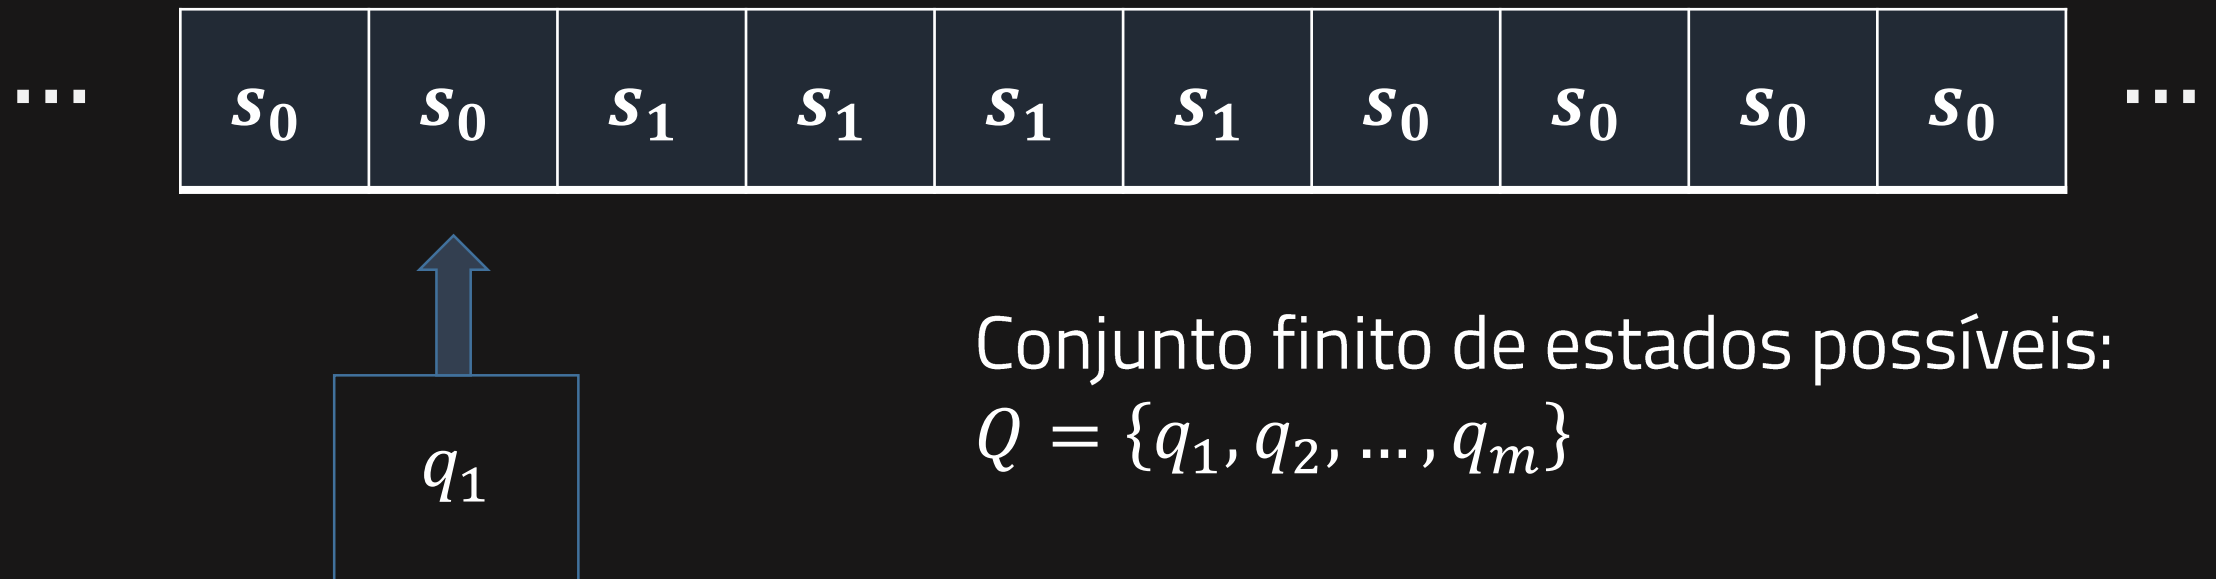 ... s₀ s₀ s₁ s₁ s₁ s₁ s₀ s₀ s₀ s₀ ...
Conjunto finito de estados possíveis:
Q = {q₁, q₂, ... , qₘ}
q₁